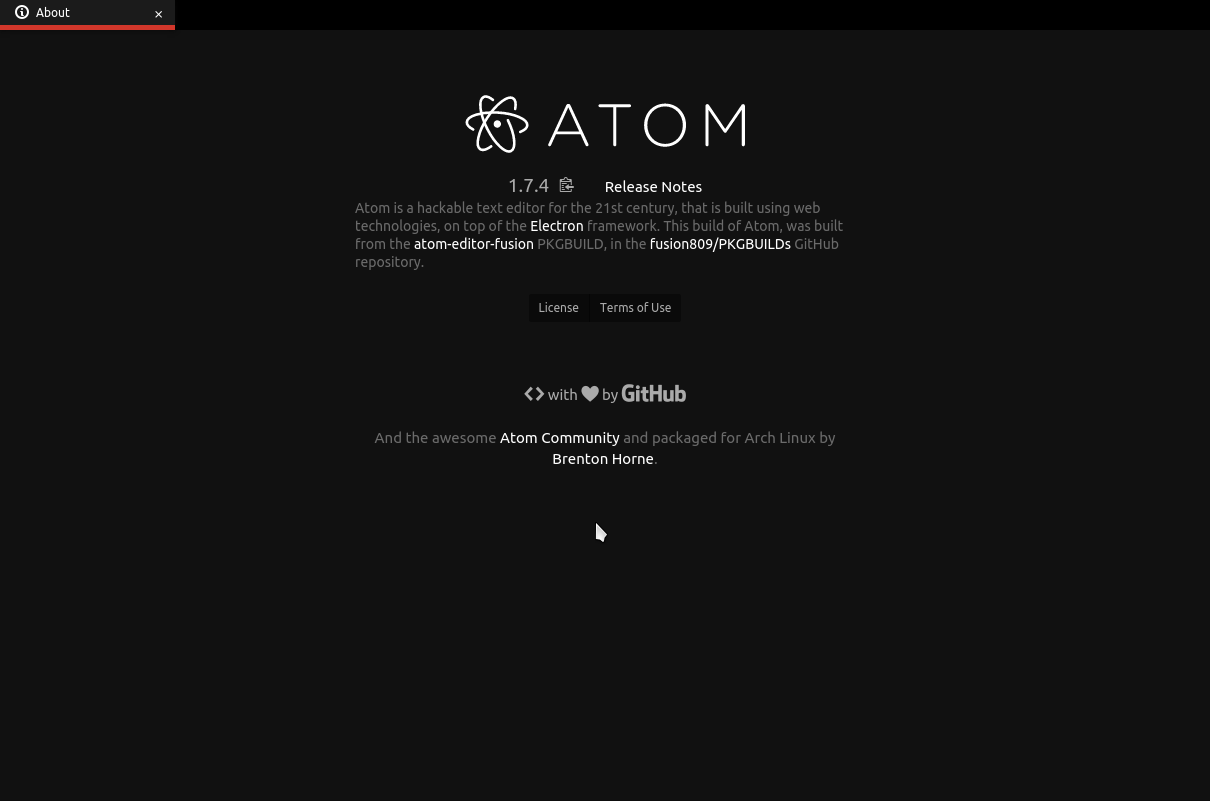 About ×
ATOM
1.7.4 Release Notes
Atom is a hackable text editor for the 21st century, that is built using web
technologies, on top of the Electron framework. This build of Atom, was built
from the atom-editor-fusion PKGBUILD, in the fusion809/PKGBUILDs GitHub
repository.
License Terms of Use
<> with ♥ by GitHub
And the awesome Atom Community and packaged for Arch Linux by
Brenton Horne.